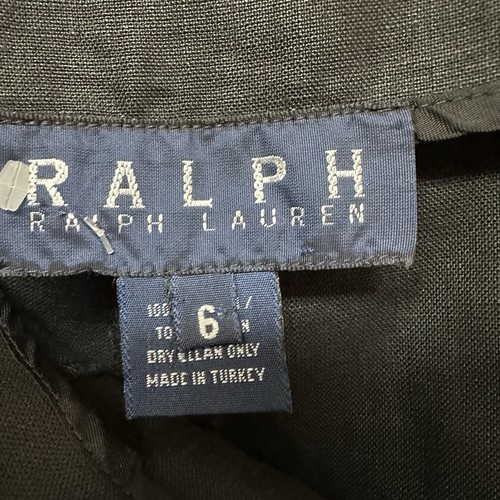 RALPH
RALPH LAUREN
6
100
TO
DRY CLEAN ONLY
MADE IN TURKEY